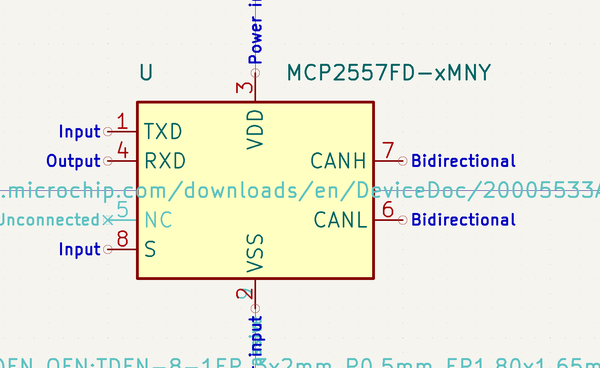 Power i
U
MCP2557FD-xMNY
3
VDD
Input 1 TXD
Output 4 RXD
CANH 7 Bidirectional
.microchip.com/downloads/en/DeviceDoc/20005533
Unconnected 5 NC
CANL 6 Bidirectional
Input 8 S
VSS
2
input
DFN QFN:TDFN-8-1EP 3x2mm P0.5mm EP1.80x1.65m